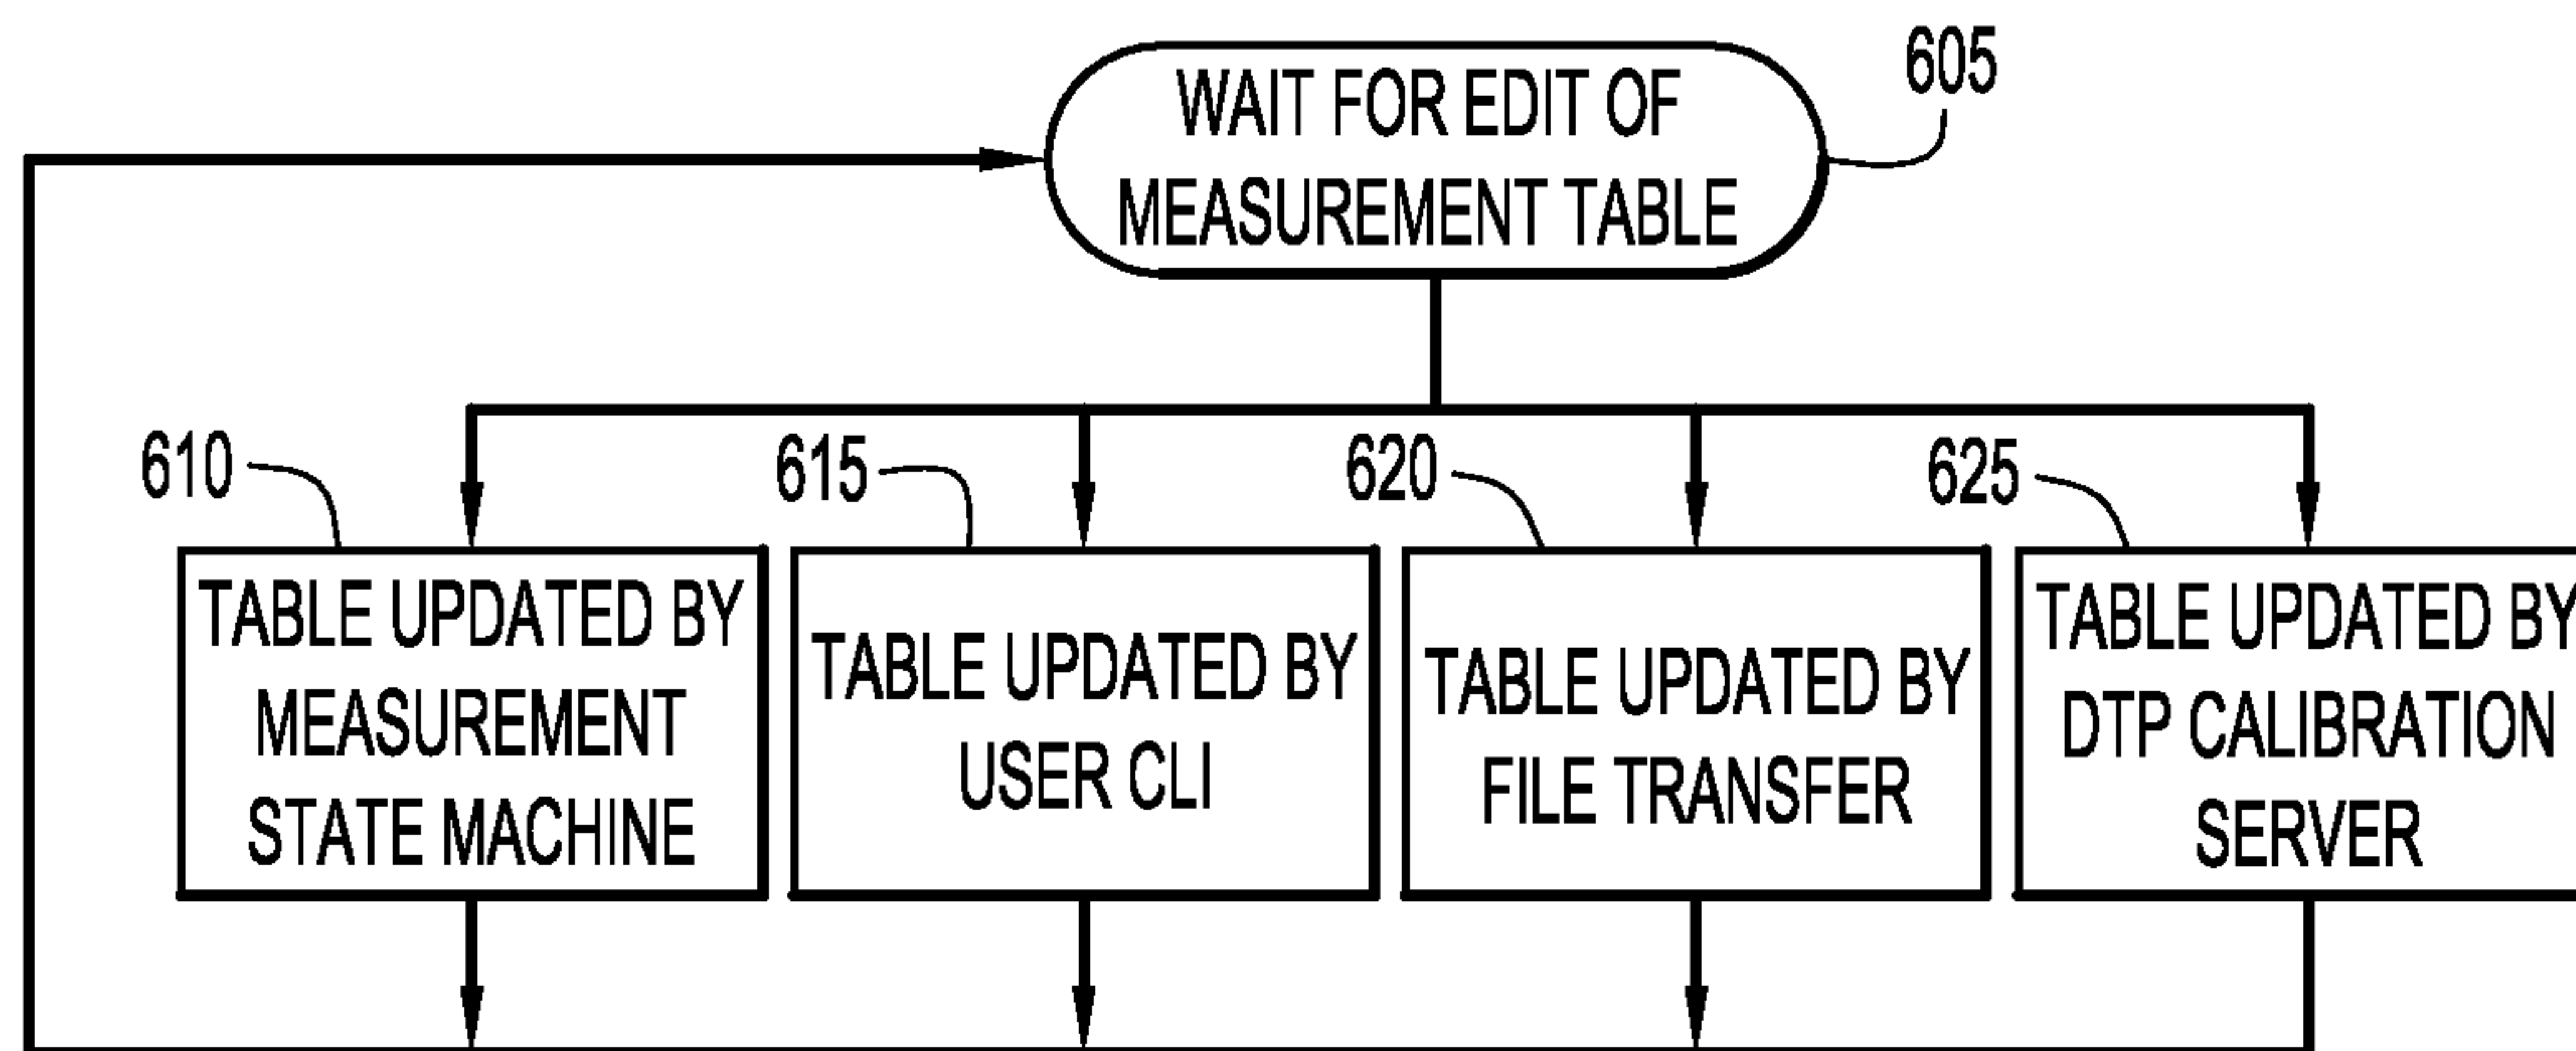 WAIT FOR EDIT OF
MEASUREMENT TABLE
605
610
615
620
625
TABLE UPDATED BY
MEASUREMENT
STATE MACHINE
TABLE UPDATED BY
USER CLI
TABLE UPDATED BY
FILE TRANSFER
TABLE UPDATED BY
DTP CALIBRATION
SERVER